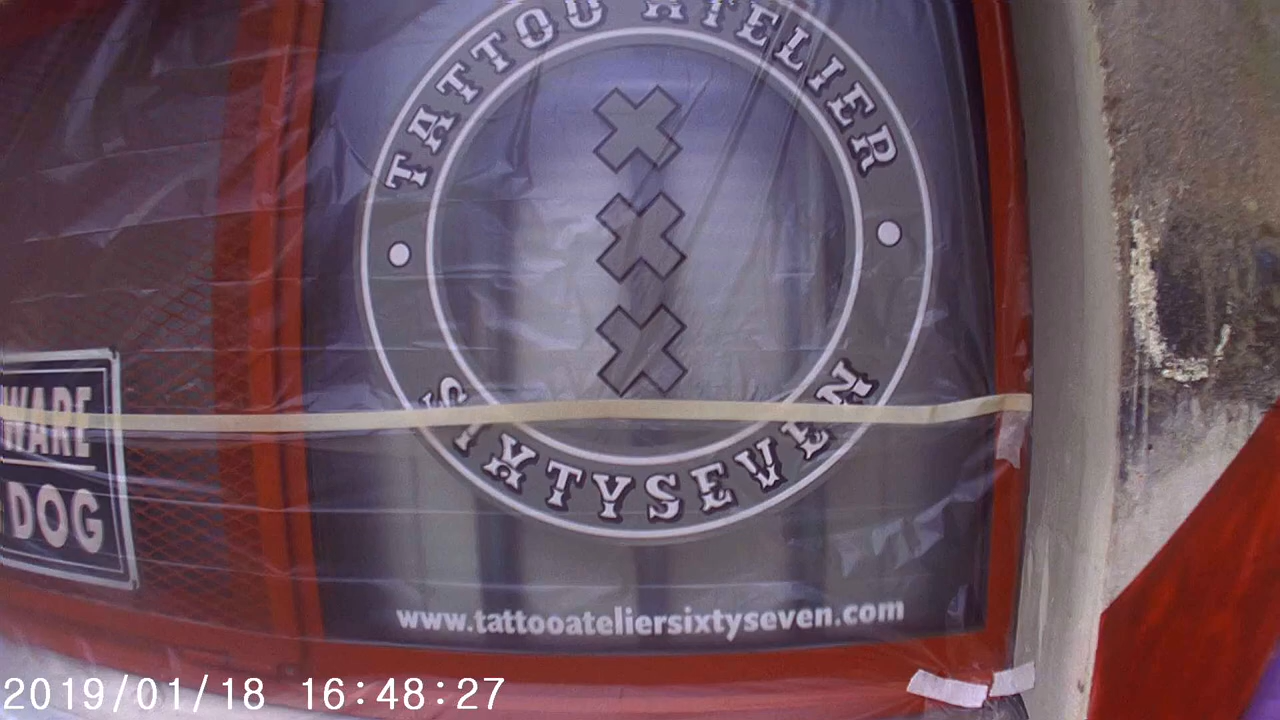 TATTOO ATELIER
SIXTYSEVEN
WARE
DOG
www.tattooateliersixtyseven.com
2019/01/18 16:48:27